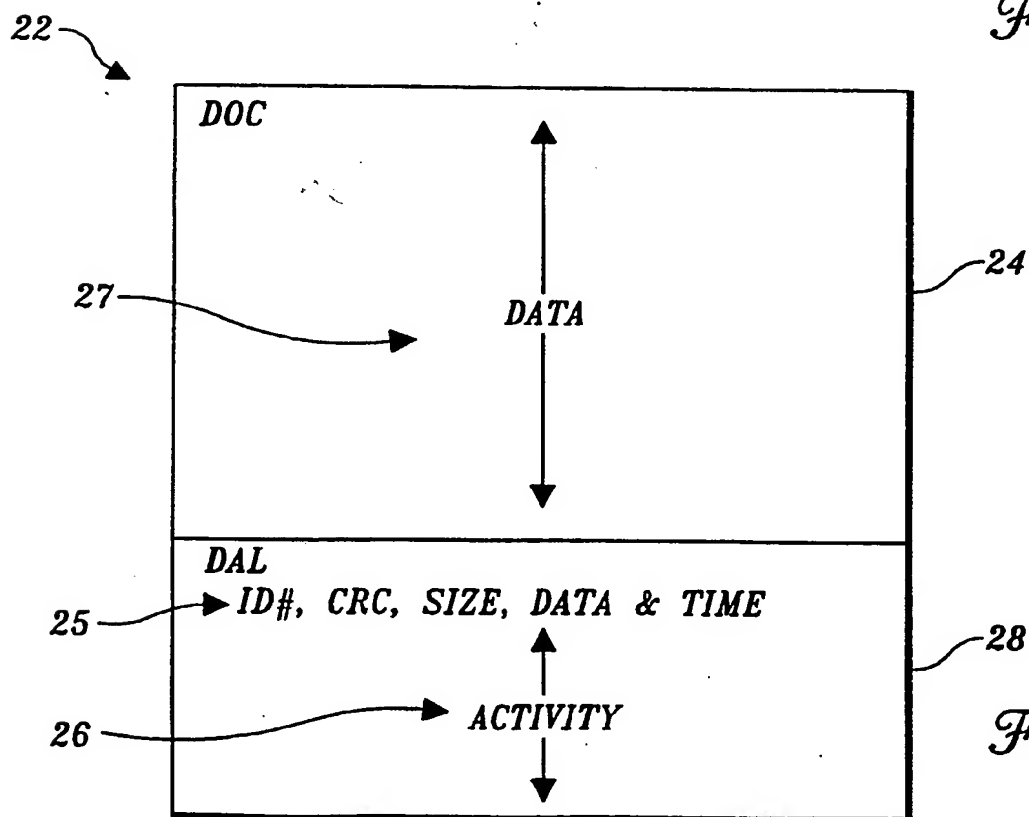 22
DOC
24
27
DATA
DAL
25
ID#, CRC, SIZE, DATA & TIME
28
26
ACTIVITY